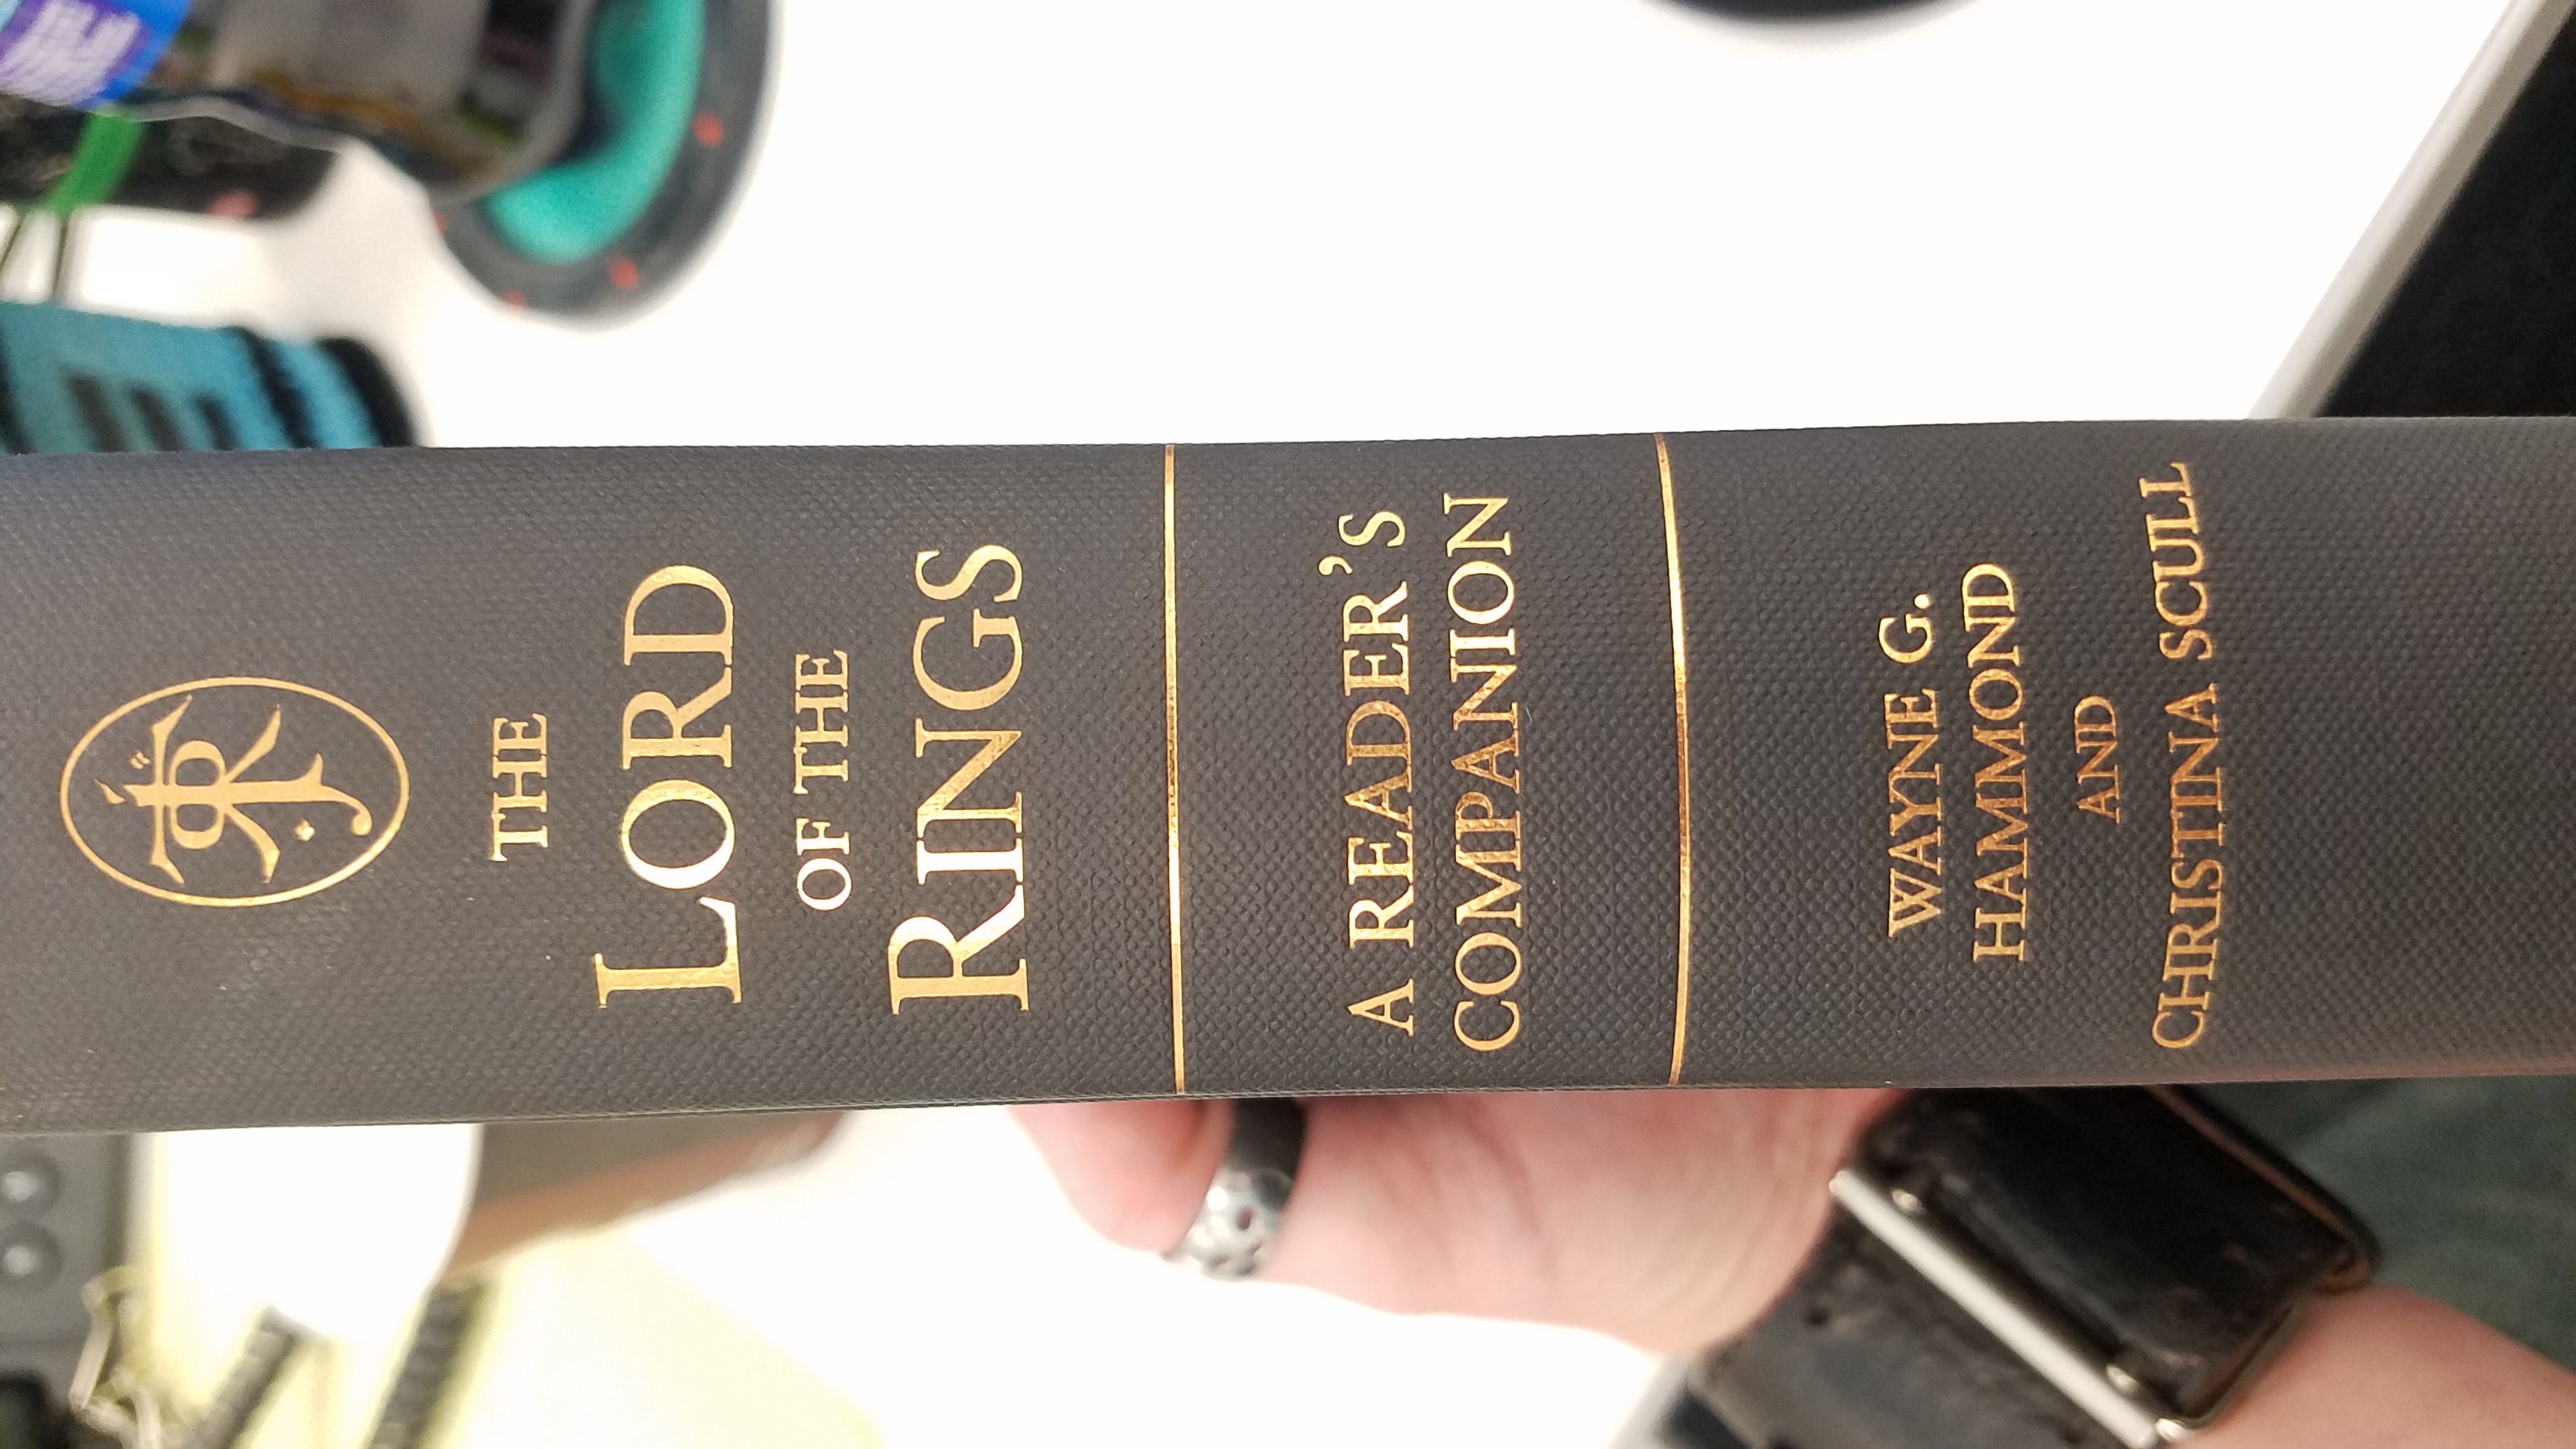 THE
LORD
OF THE
RINGS
A READER'S
COMPANION
WAYNE G.
HAMMOND
AND
CHRISTINA SCULL